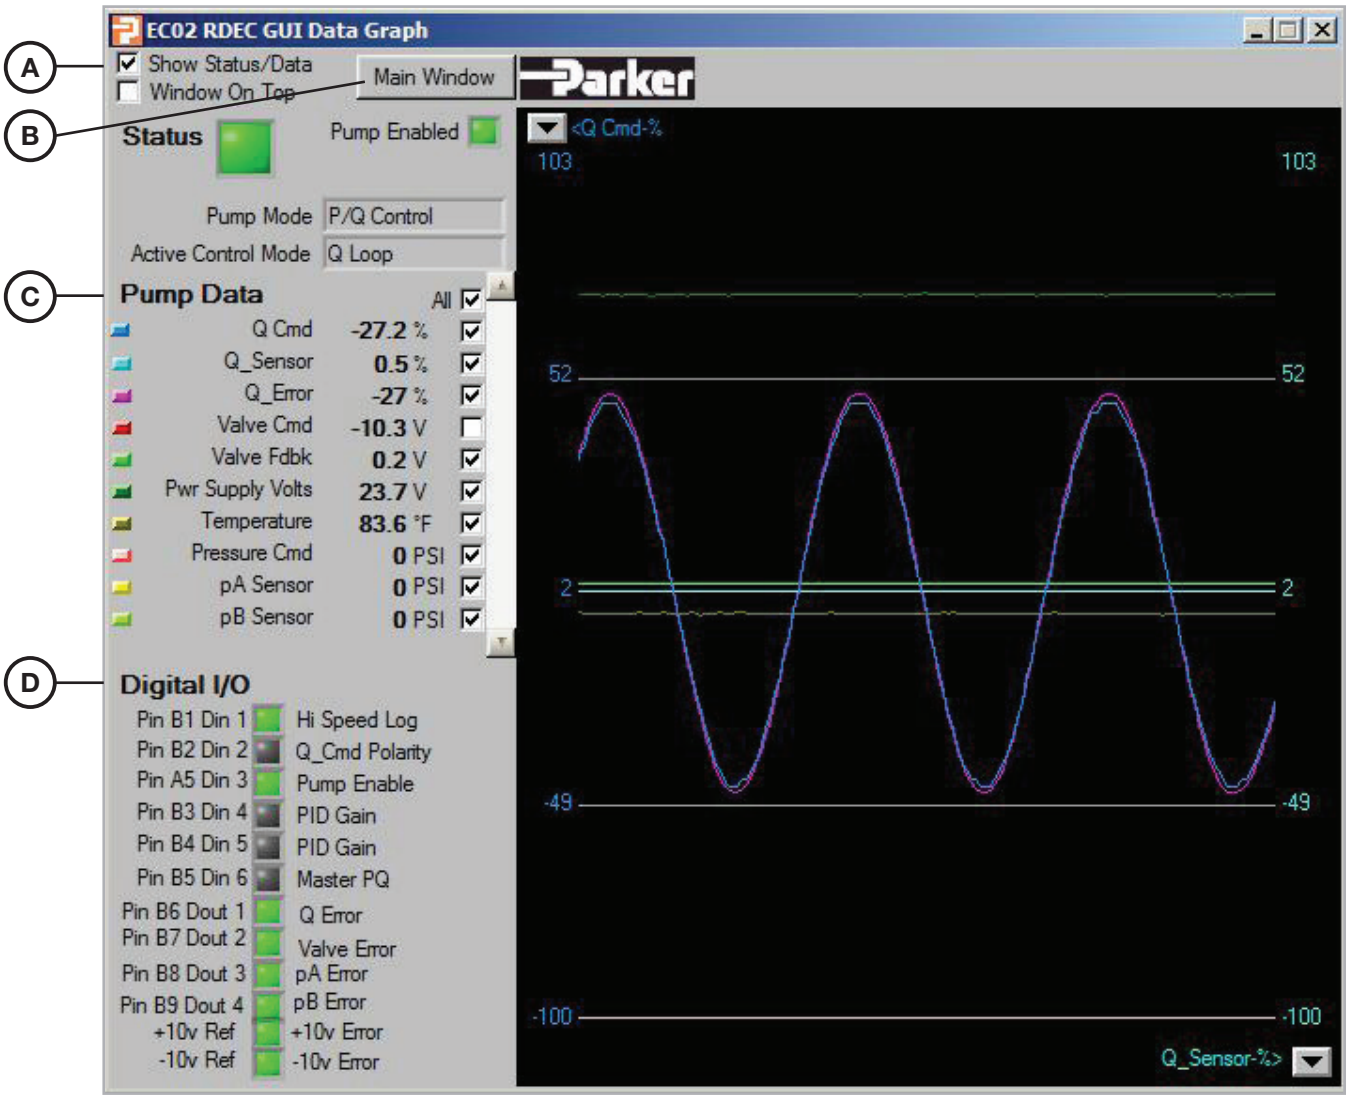 EC02 RDEC GUI Data Graph
A
Show Status/Data
Window On Top
Main Window
Parker
B
Status
Pump Enabled
Pump Mode P/Q Control
Active Control Mode Q Loop
C
Pump Data All
Q Cmd -27.2 %
Q_Sensor 0.5 %
Q_Error -27 %
Valve Cmd -10.3 V
Valve Fdbk 0.2 V
Pwr Supply Volts 23.7 V
Temperature 83.6 °F
Pressure Cmd 0 PSI
pA Sensor 0 PSI
pB Sensor 0 PSI
D
Digital I/O
Pin B1 Din 1 Hi Speed Log
Pin B2 Din 2 Q_Cmd Polarity
Pin A5 Din 3 Pump Enable
Pin B3 Din 4 PID Gain
Pin B4 Din 5 PID Gain
Pin B5 Din 6 Master PQ
Pin B6 Dout 1 Q Error
Pin B7 Dout 2 Valve Error
Pin B8 Dout 3 pA Error
Pin B9 Dout 4 pB Error
+10v Ref +10v Error
-10v Ref -10v Error
<Q Cmd-%
103 103
52 52
2 2
-49 -49
-100 -100
Q_Sensor-%>